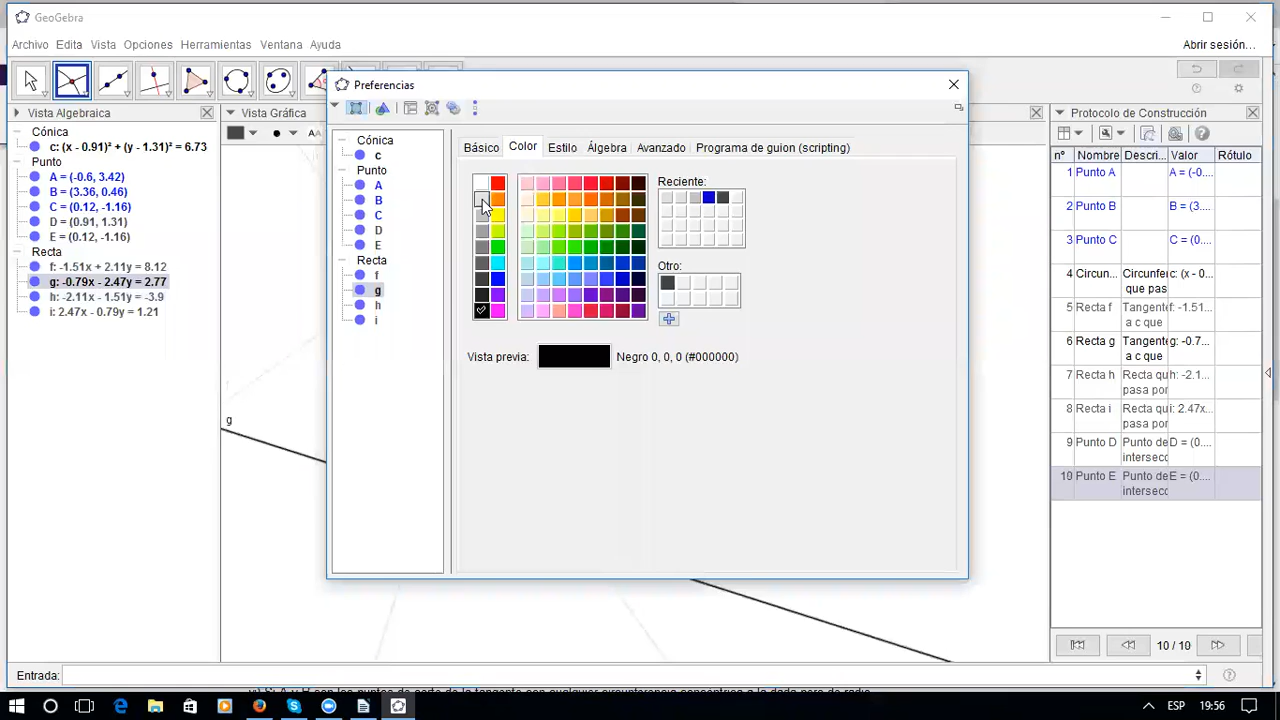 GeoGebra
Archivo Edita Vista Opciones Herramientas Ventana Ayuda
Abrir sesión...
Preferencias
Vista Algebraica
Cónica
c: (x - 0.91)² + (y - 1.31)² = 6.73
Punto
A = (-0.6, 3.42)
B = (3.36, 0.46)
C = (0.12, -1.16)
D = (0.91, 1.31)
E = (0.12, -1.16)
Recta
f: -1.51x + 2.11y = 8.12
g: -0.79x - 2.47y = 2.77
h: -2.11x - 1.51y = -3.9
i: 2.47x - 0.79y = 1.21
Vista Gráfica
AA
g
Cónica
c
Punto
A
B
C
D
E
Recta
f
g
h
i
Básico Color Estilo Álgebra Avanzado Programa de guion (scripting)
Reciente:
Otro:
Vista previa: Negro 0, 0, 0 (#000000)
Protocolo de Construcción
nº Nombre Descri... Valor Rótulo
1 Punto A A = (-0...
2 Punto B B = (3...
3 Punto C C = (0...
4 Circun... Circunfe c: (x - 0...
que pas
5 Recta f Tangente f: -1.51...
a c que
6 Recta g Tangente g: -0.7...
a c que
7 Recta h Recta qu h: -2.1...
pasa por
8 Recta i Recta qu i: 2.47x...
pasa por
9 Punto D Punto de D = (0...
intersecc
10 Punto E Punto de E = (0...
intersecc
10 / 10
Entrada:
ESP 19:56